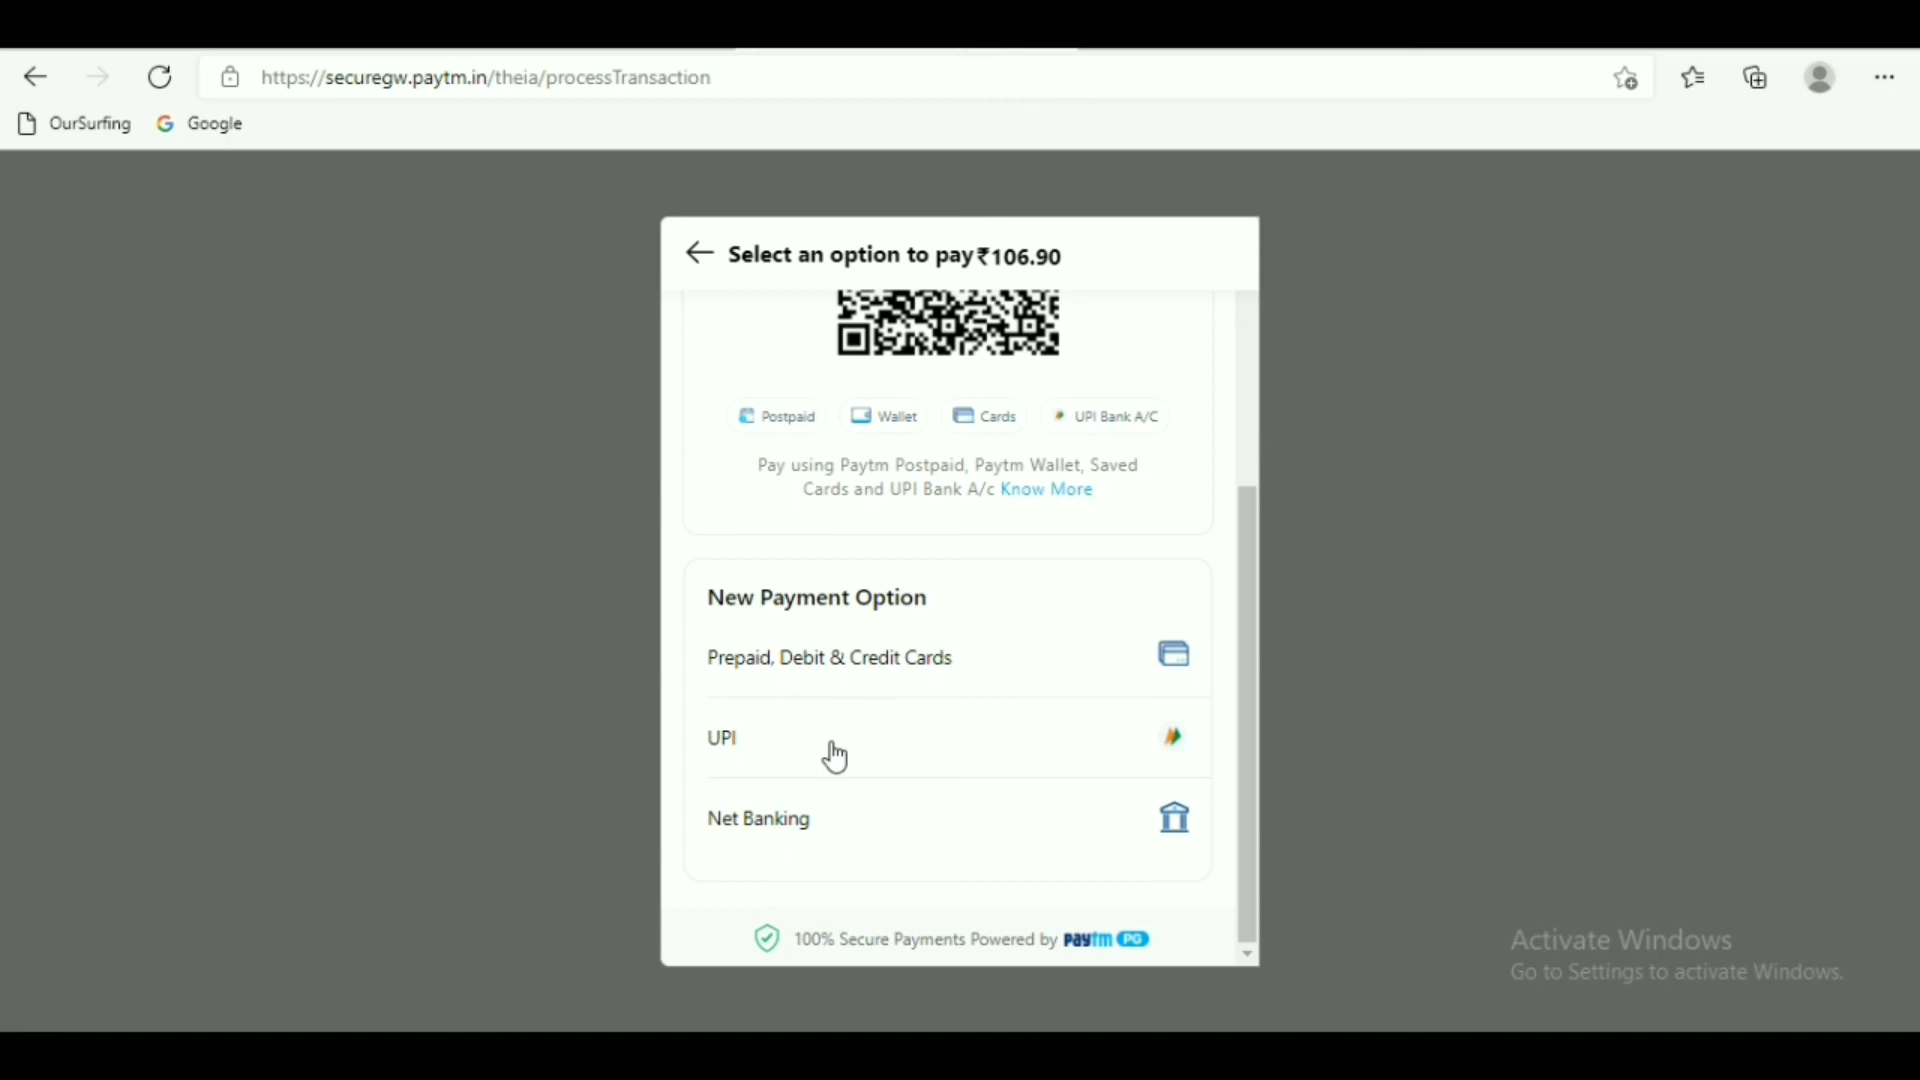 https://securegw.paytm.in/theia/processTransaction
OurSurfing Google
Select an option to pay ₹106.90
Postpaid Wallet Cards UPI Bank A/C
Pay using Paytm Postpaid, Paytm Wallet, Saved
Cards and UPI Bank A/c Know More
New Payment Option
Prepaid, Debit & Credit Cards
UPI
Net Banking
100% Secure Payments Powered by paytm PG
Activate Windows
Go to Settings to activate Windows.